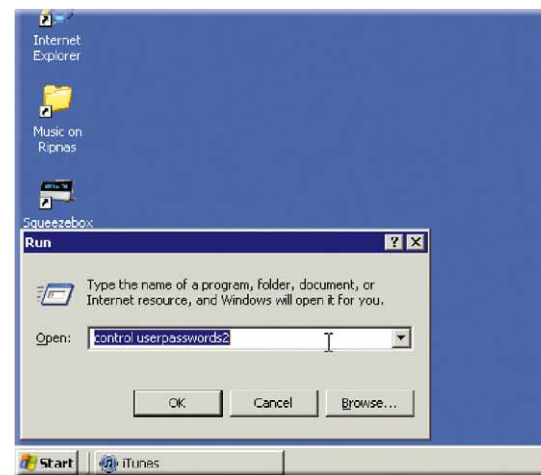 Internet
Explorer
Music on
Ripnas
Squeezebox
Run
Type the name of a program, folder, document, or
Internet resource, and Windows will open it for you.
Open:
control userpasswords2
OK
Cancel
Browse...
Start
iTunes